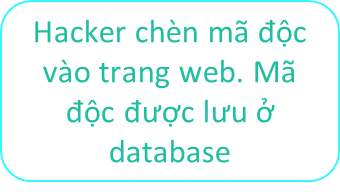 Hacker chèn mã độc
vào trang web. Mã
độc được lưu ở
database